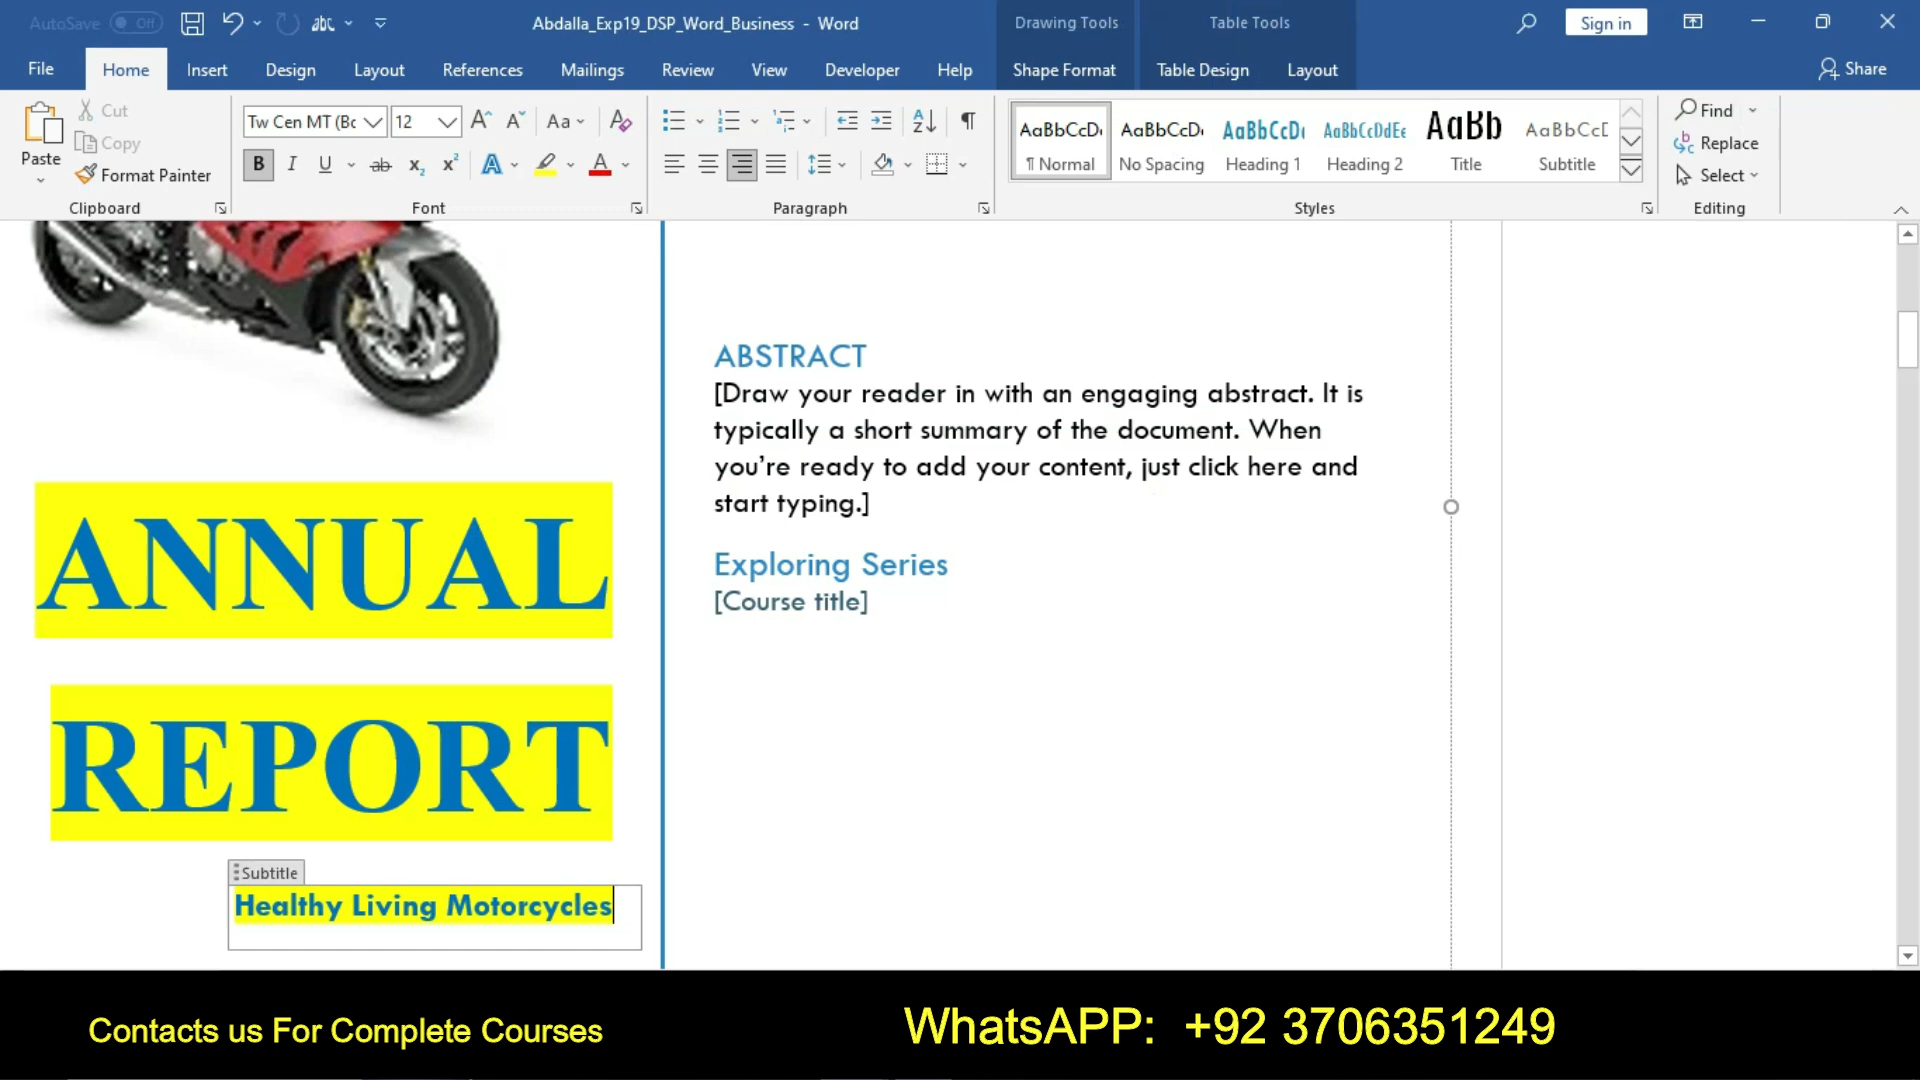 AutoSave Off
Abdalla_Exp19_DSP_Word_Business - Word
Drawing Tools
Table Tools
Sign in
File
Home
Insert
Design
Layout
References
Mailings
Review
View
Developer
Help
Shape Format
Table Design
Layout
Share
Paste
Cut
Copy
Format Painter
Clipboard
Tw Cen MT (Bc
12
Font
Paragraph
AaBbCcDı
¶ Normal
AaBbCcDı
No Spacing
AaBbCcDı
Heading 1
AaBbCcDdEe
Heading 2
AaBb
Title
AaBbCcD
Subtitle
Styles
Find
Replace
Select
Editing
ANNUAL
REPORT
Subtitle
Healthy Living Motorcycles
ABSTRACT
[Draw your reader in with an engaging abstract. It is
typically a short summary of the document. When
you’re ready to add your content, just click here and
start typing.]
Exploring Series
[Course title]
Contacts us For Complete Courses
WhatsAPP: +92 3706351249